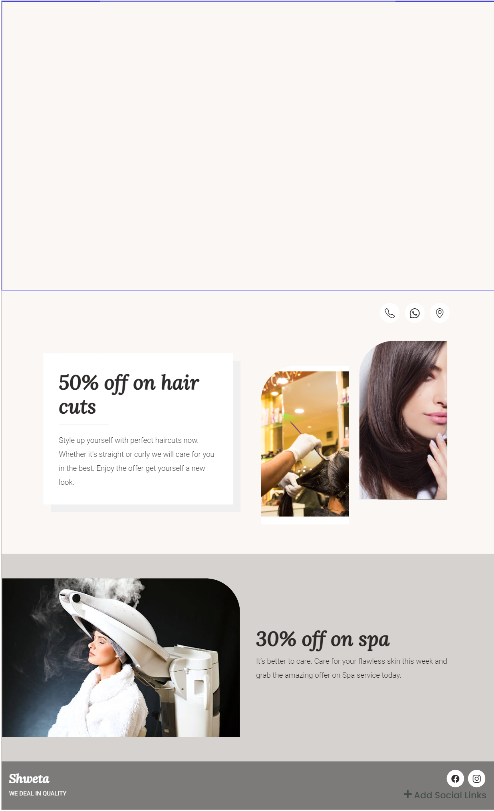 50% off on hair
cuts
Style up yourself with perfect haircuts now.
Whether it's straight or curly we will care for you
in the best. Enjoy the offer get yourself a new
look.
30% off on spa
It's better to care. Care for your flawless skin this week and
grab the amazing offer on Spa service today.
Shweta
WE DEAL IN QUALITY
+ Add Social Links